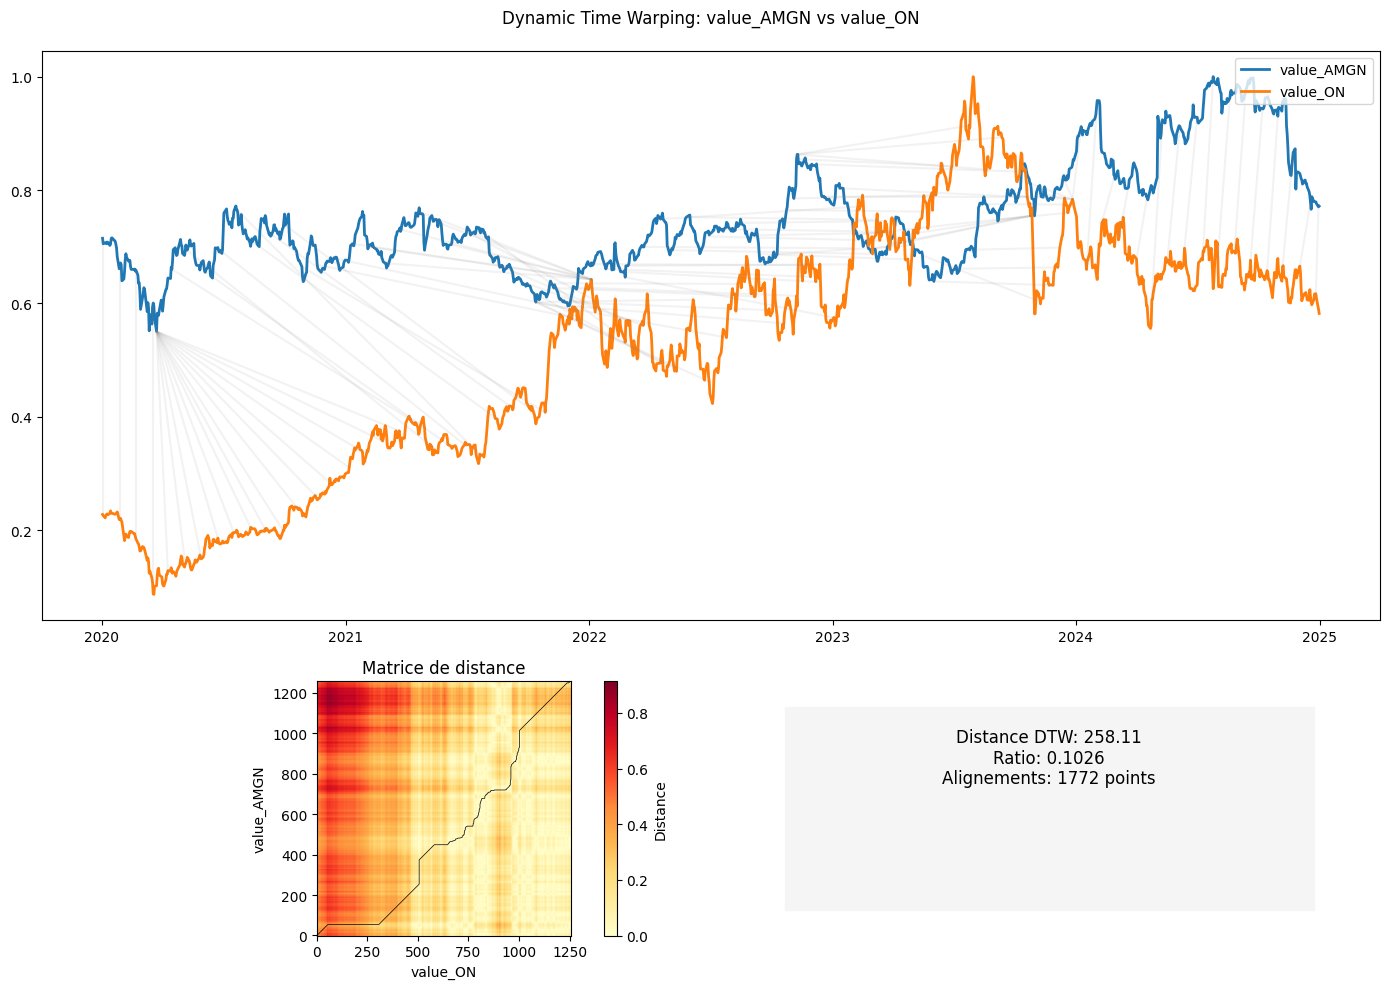 Dynamic Time Warping: value_AMGN vs value_ON
value_AMGN
value_ON
1.0
0.8
0.6
0.4
0.2
2020 2021 2022 2023 2024 2025
Matrice de distance
1200
1000
800
600
400
200
0
value_AMGN
0 250 500 750 1000 1250
value_ON
0.8
0.6
0.4
0.2
0.0
Distance
Distance DTW: 258.11
Ratio: 0.1026
Alignements: 1772 points